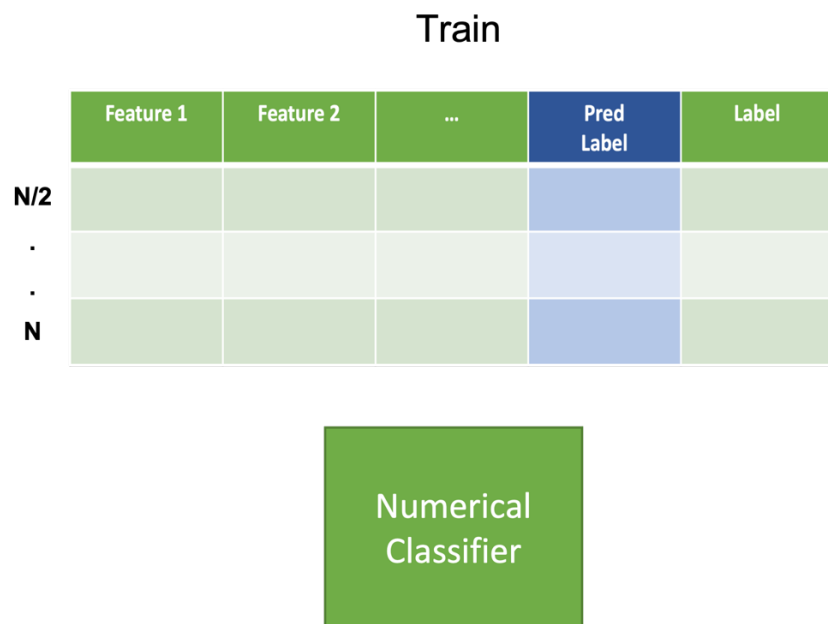 Train
Feature 1 Feature 2 ... Pred Label
Label
N/2
.
.
N
Numerical
Classifier